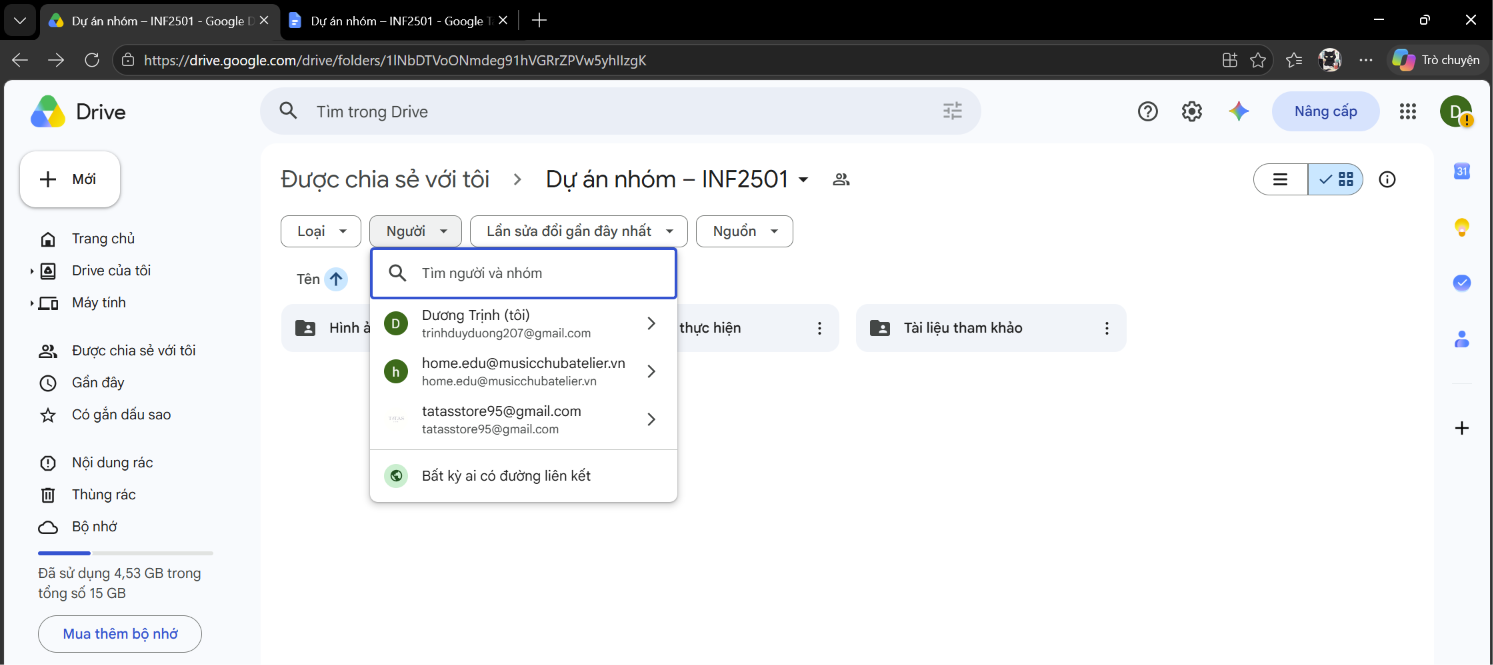 Dự án nhóm – INF2501 - Google D
Dự án nhóm – INF2501 - Google
https://drive.google.com/drive/folders/1lNbDTVoONmdeg91hVGRrZPVw5yhlIzgK
Trò chuyện
Drive
Tìm trong Drive
Nâng cấp
D
Mới
Được chia sẻ với tôi
Dự án nhóm – INF2501
31
Loại
Người
Lần sửa đổi gần đây nhất
Nguồn
Trang chủ
Drive của tôi
Máy tính
Được chia sẻ với tôi
Gần đây
Có gắn dấu sao
Nội dung rác
Thùng rác
Bộ nhớ
Đã sử dụng 4,53 GB trong
tổng số 15 GB
Mua thêm bộ nhớ
Tên
Tìm người và nhóm
Hình ả
thực hiện
Tài liệu tham khảo
D
Dương Trịnh (tôi)
trinhduyduong207@gmail.com
h
home.edu@musicchubatelier.vn
home.edu@musicchubatelier.vn
tatasstore95@gmail.com
tatasstore95@gmail.com
Bất kỳ ai có đường liên kết